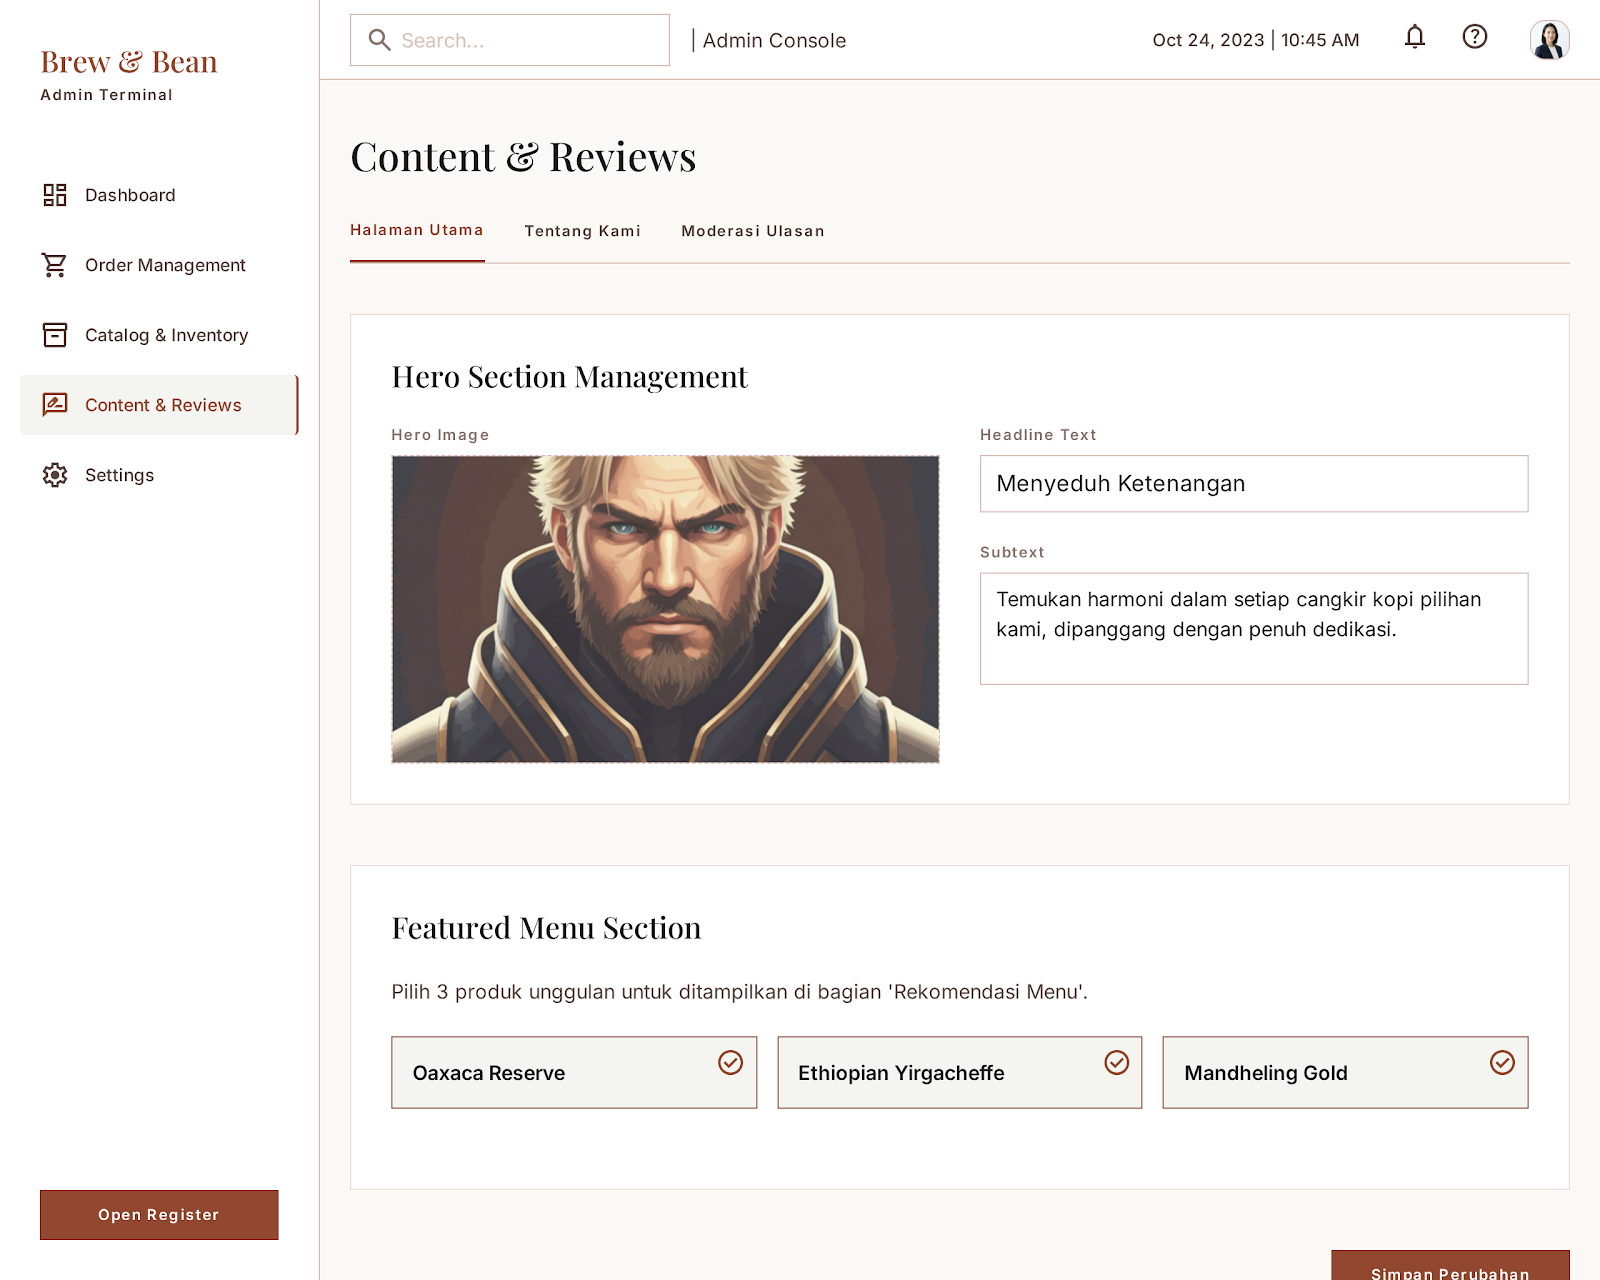 Brew & Bean
Admin Terminal
Dashboard
Order Management
Catalog & Inventory
Content & Reviews
Settings
Open Register
Search...
| Admin Console
Oct 24, 2023 | 10:45 AM
Content & Reviews
Halaman Utama
Tentang Kami
Moderasi Ulasan
Hero Section Management
Hero Image
Headline Text
Menyeduh Ketenangan
Subtext
Temukan harmoni dalam setiap cangkir kopi pilihan
kami, dipanggang dengan penuh dedikasi.
Featured Menu Section
Pilih 3 produk unggulan untuk ditampilkan di bagian 'Rekomendasi Menu'.
Oaxaca Reserve
Ethiopian Yirgacheffe
Mandheling Gold
Simpan Perubahan